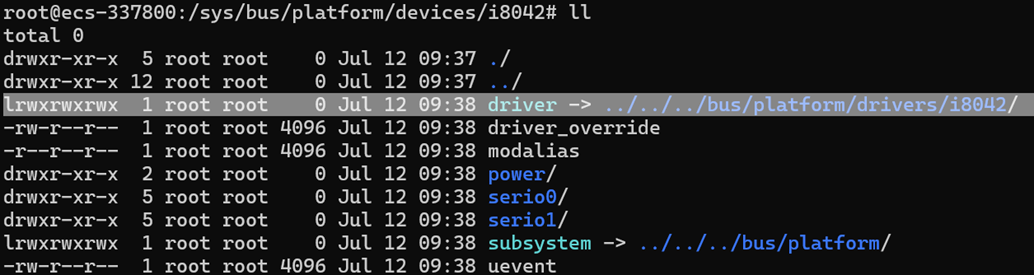 root@ecs-337800:/sys/bus/platform/devices/i8042# ll
total 0
drwxr-xr-x  5 root root    0 Jul 12 09:37 ./
drwxr-xr-x 12 root root    0 Jul 12 09:37 ../
lrwxrwxrwx  1 root root    0 Jul 12 09:38 driver -> ../../../bus/platform/drivers/i8042/
-rw-r--r--  1 root root 4096 Jul 12 09:38 driver_override
-r--r--r--  1 root root 4096 Jul 12 09:38 modalias
drwxr-xr-x  2 root root    0 Jul 12 09:38 power/
drwxr-xr-x  5 root root    0 Jul 12 09:38 serio0/
drwxr-xr-x  5 root root    0 Jul 12 09:38 serio1/
lrwxrwxrwx  1 root root    0 Jul 12 09:38 subsystem -> ../../../bus/platform/
-rw-r--r--  1 root root 4096 Jul 12 09:38 uevent